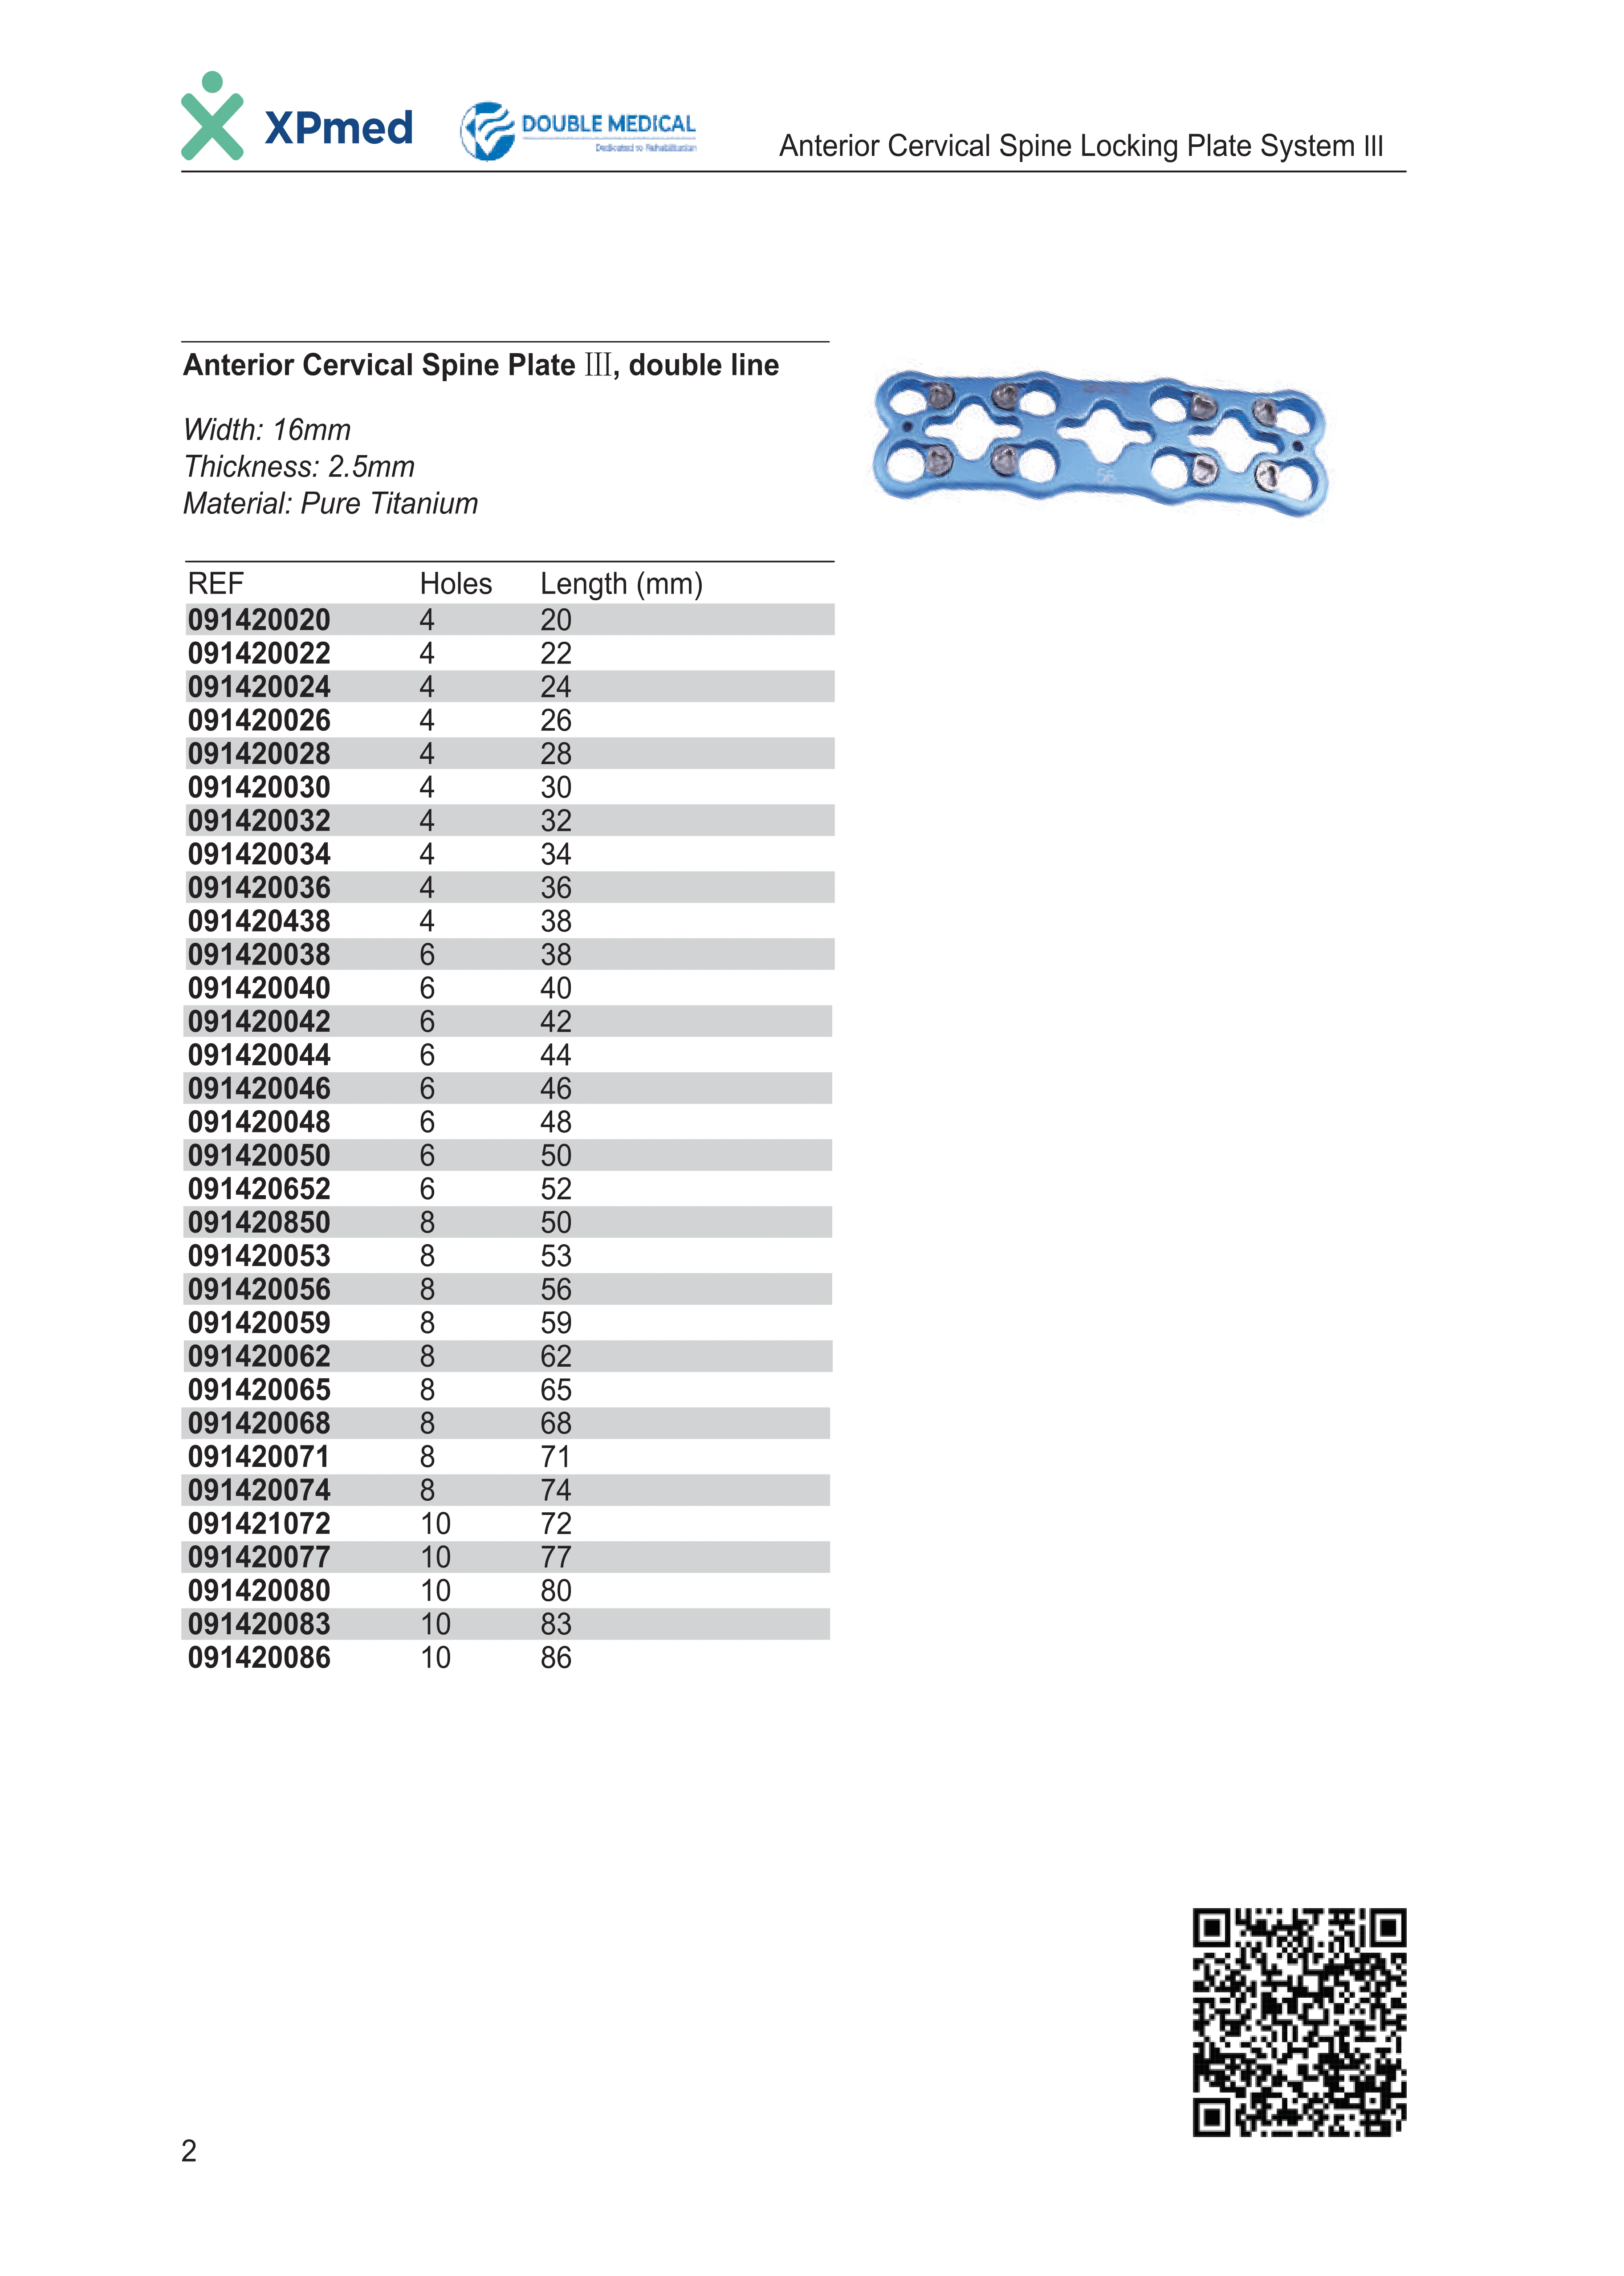 XPmed
DOUBLE MEDICAL
Dedicated to Rehabilitation
Anterior Cervical Spine Locking Plate System III
Anterior Cervical Spine Plate Ⅲ, double line
Width: 16mm
Thickness: 2.5mm
Material: Pure Titanium
56
REF Holes Length (mm)
091420020 4 20
091420022 4 22
091420024 4 24
091420026 4 26
091420028 4 28
091420030 4 30
091420032 4 32
091420034 4 34
091420036 4 36
091420438 4 38
091420038 6 38
091420040 6 40
091420042 6 42
091420044 6 44
091420046 6 46
091420048 6 48
091420050 6 50
091420652 6 52
091420850 8 50
091420053 8 53
091420056 8 56
091420059 8 59
091420062 8 62
091420065 8 65
091420068 8 68
091420071 8 71
091420074 8 74
091421072 10 72
091420077 10 77
091420080 10 80
091420083 10 83
091420086 10 86
2